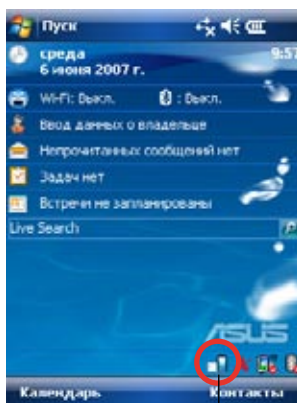 Пуск
среда 9:57
6 июня 2007 г.
Wi-Fi: Выкл. : Выкл.
Ввод данных о владельце
Непрочитанных сообщений нет
Задач нет
Встречи не запланированы
Live Search
ASUS
Календарь Контакты